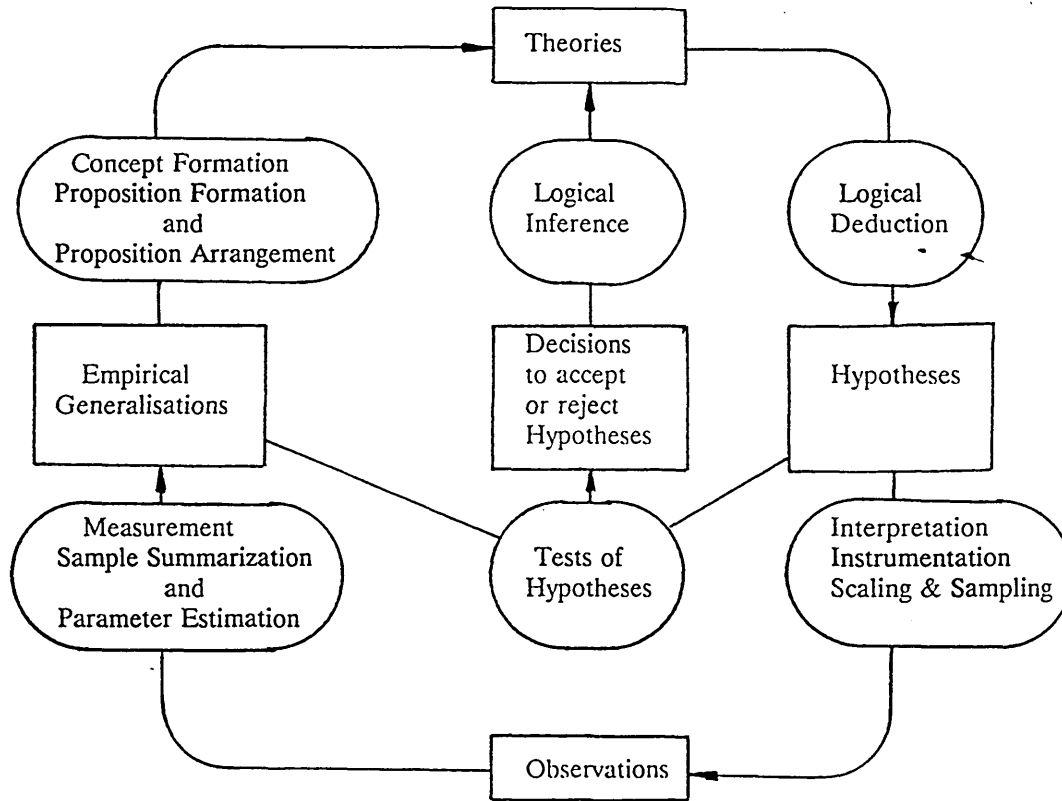 Theories
Concept Formation
Proposition Formation
and
Proposition Arrangement
Logical
Inference
Logical
Deduction
Empirical
Generalisations
Decisions
to accept
or reject
Hypotheses
Hypotheses
Measurement
Sample Summarization
and
Parameter Estimation
Tests of
Hypotheses
Interpretation
Instrumentation
Scaling & Sampling
Observations